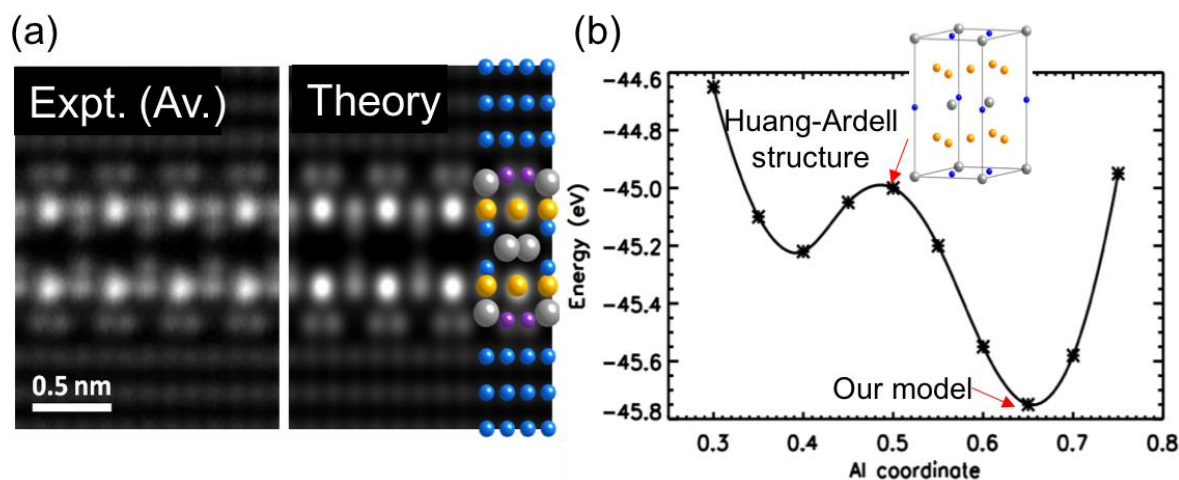 (a)
Expt. (Av.)
Theory
0.5 nm
(b)
Energy (eV)
−44.6
−44.8
−45.0
−45.2
−45.4
−45.6
−45.8
Huang-Ardell
structure
Our model
0.3 0.4 0.5 0.6 0.7 0.8
Al coordinate